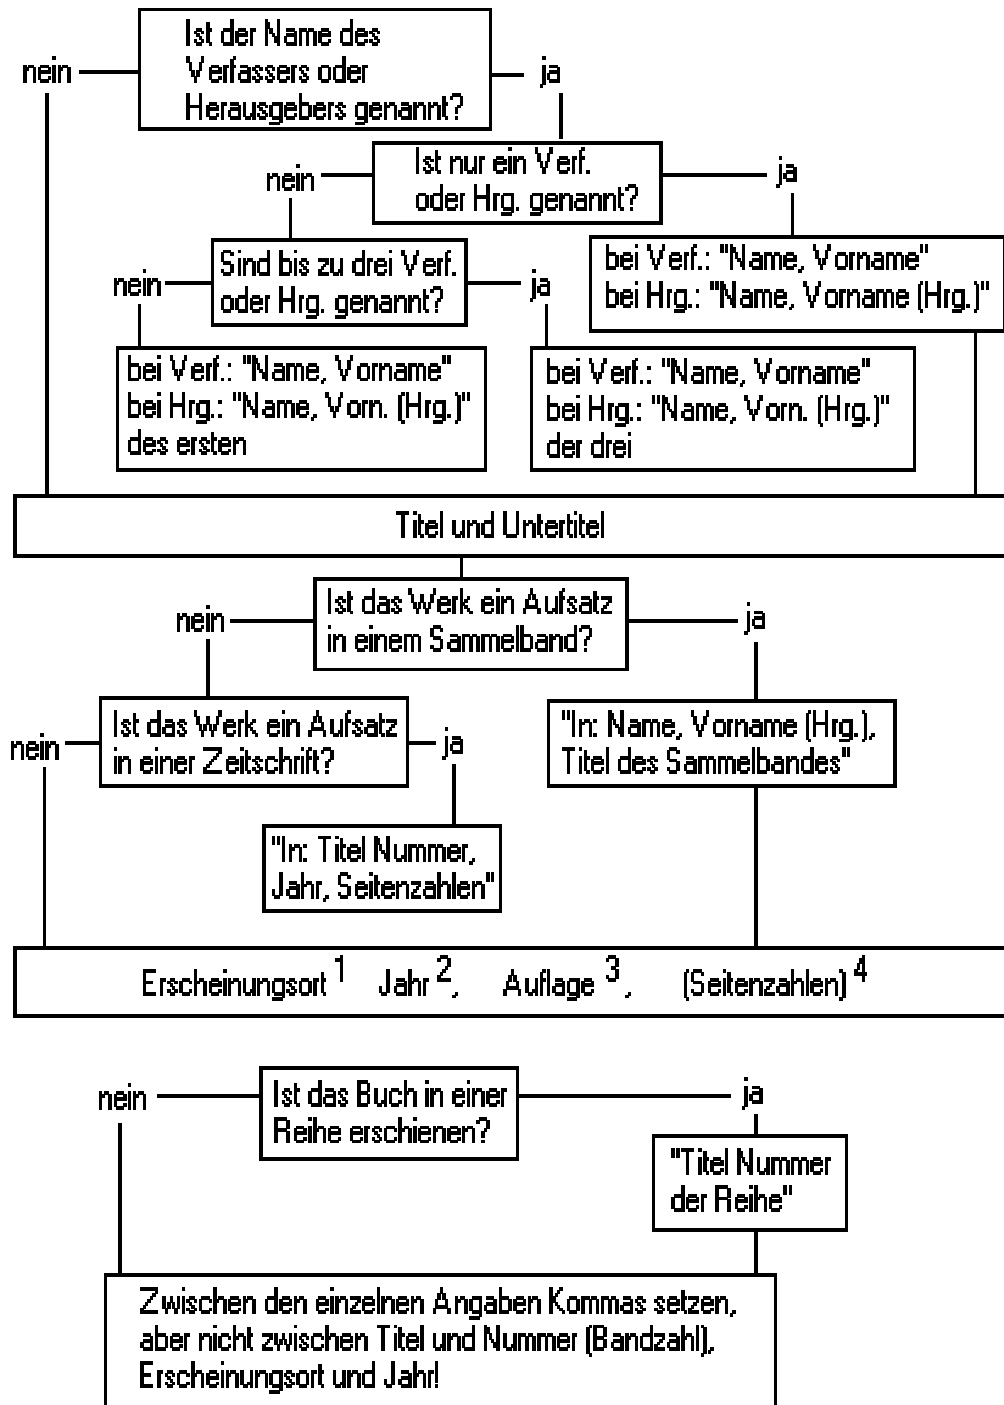 Ist der Name des
Verfassers oder
Herausgebers genannt?
nein
ja
Ist nur ein Verf.
oder Hrg. genannt?
nein
ja
Sind bis zu drei Verf.
oder Hrg. genannt?
bei Verf.: "Name, Vorname"
bei Hrg.: "Name, Vorname (Hrg.)"
nein
ja
bei Verf.: "Name, Vorname"
bei Hrg.: "Name, Vorn. (Hrg.)"
des ersten
bei Verf.: "Name, Vorname"
bei Hrg.: "Name, Vorn. (Hrg.)"
der drei
Titel und Untertitel
Ist das Werk ein Aufsatz
in einem Sammelband?
nein
ja
Ist das Werk ein Aufsatz
in einer Zeitschrift?
"In: Name, Vorname (Hrg.),
Titel des Sammelbandes"
nein
ja
"In: Titel Nummer,
Jahr, Seitenzahlen"
Erscheinungsort 1 Jahr 2, Auflage 3, (Seitenzahlen) 4
nein
Ist das Buch in einer
Reihe erschienen?
ja
"Titel Nummer
der Reihe"
Zwischen den einzelnen Angaben Kommas setzen,
aber nicht zwischen Titel und Nummer (Bandzahl),
Erscheinungsort und Jahr!